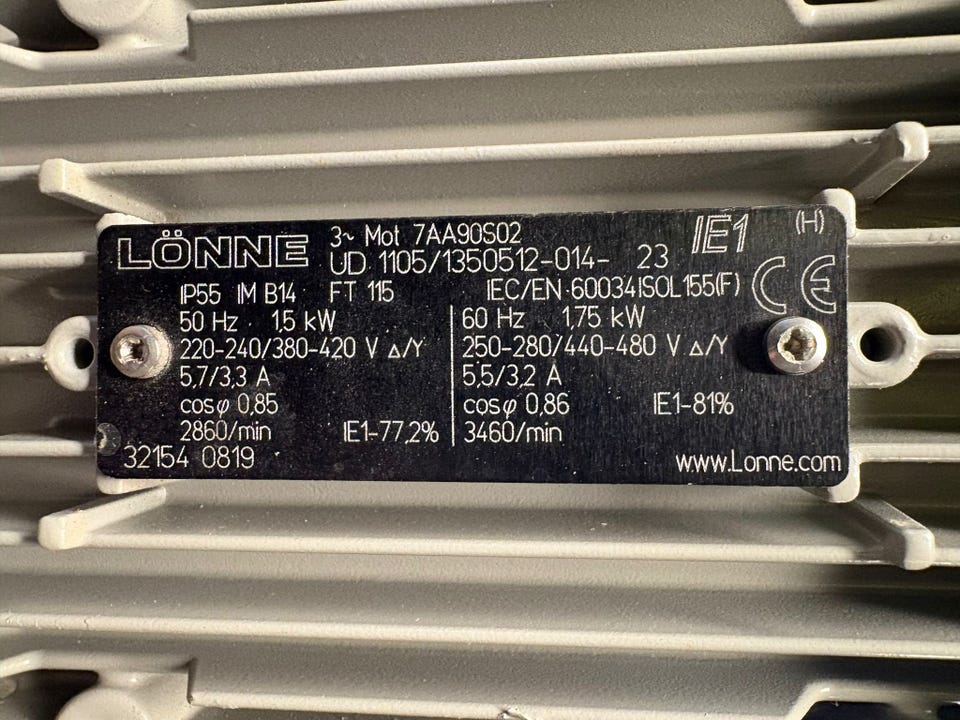 LÖNNE
3~ Mot 7AA90S02
IE1 (H)
UD 1105/1350512-014- 23
IP55 IM B14 FT 115 IEC/EN 60034 ISOL 155(F)
CE
50 Hz 1,5 kW
220-240/380-420 V Δ/Y
5,7/3,3 A
cosφ 0,85
2860/min IE1-77,2%
60 Hz 1,75 kW
250-280/440-480 V Δ/Y
5,5/3,2 A
cosφ 0,86 IE1-81%
3460/min
32154 0819
www.Lonne.com